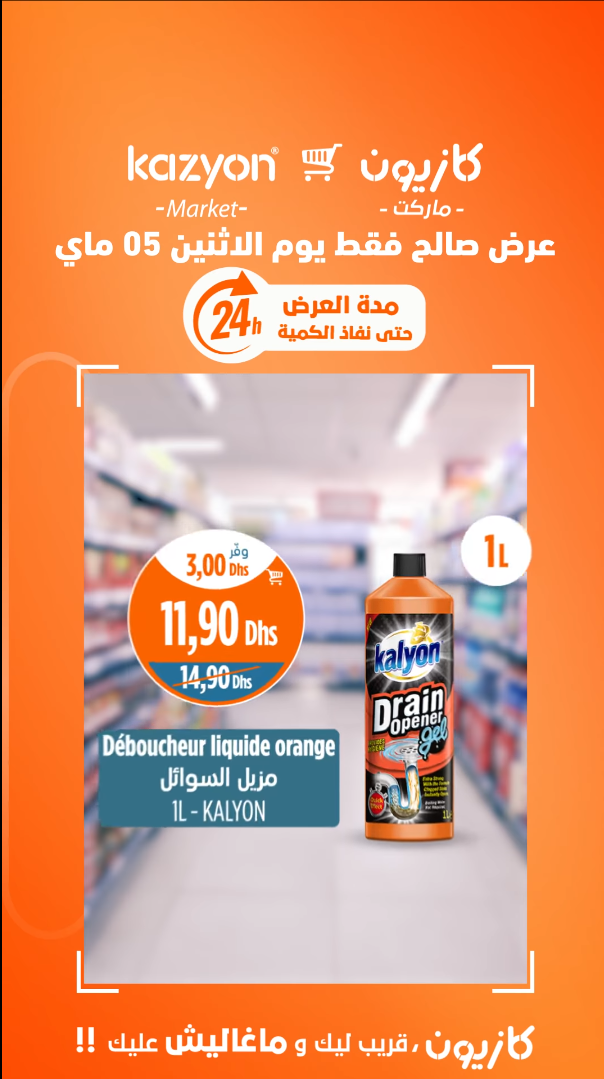 kazyon® كازيون
-Market- - ماركت -
عرض صالح فقط يوم الاثنين 05 ماي
24h
مدة العرض
حتى نفاذ الكمية
وفّر
3,00 Dhs
11,90 Dhs
14,90 Dhs
1L
Déboucheur liquide orange
مزيل السوائل
1L - KALYON
kalyon
Drain
Opener
gel
كازيون، قريب ليك و ماغاليش عليك !!